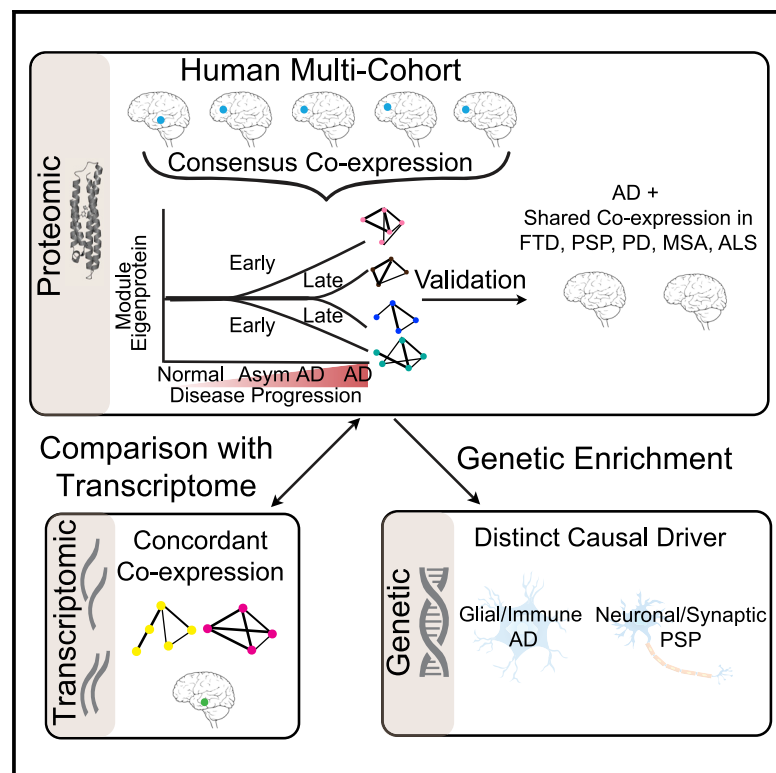 Proteomic
Human Multi-Cohort
Consensus Co-expression
Module
Eigenprotein
Early
Late
Late
Early
Normal Asym AD AD
Disease Progression
Validation
AD +
Shared Co-expression in
FTD, PSP, PD, MSA, ALS
Comparison with
Transcriptome
Genetic Enrichment
Transcriptomic
Concordant
Co-expression
Genetic
Distinct Causal Driver
Glial/Immune
AD
Neuronal/Synaptic
PSP